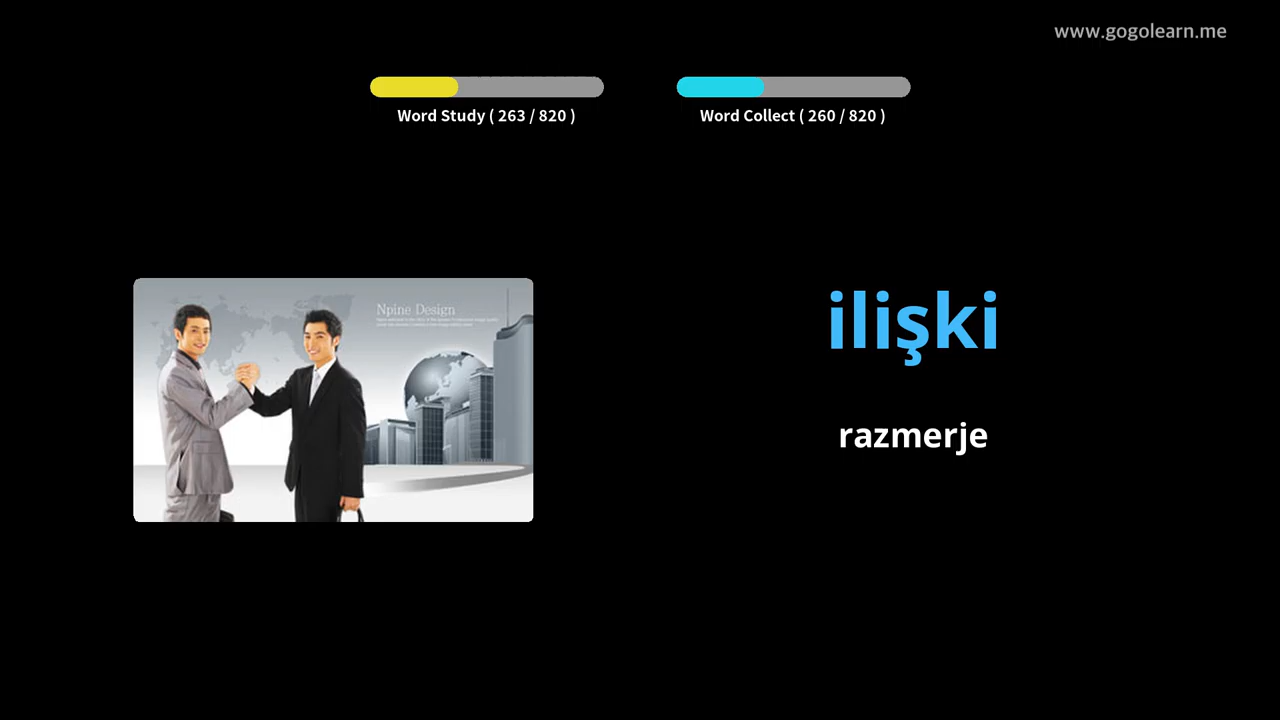 www.gogolearn.me
Word Study ( 263 / 820 )
Word Collect ( 260 / 820 )
Npine Design
ilişki
razmerje